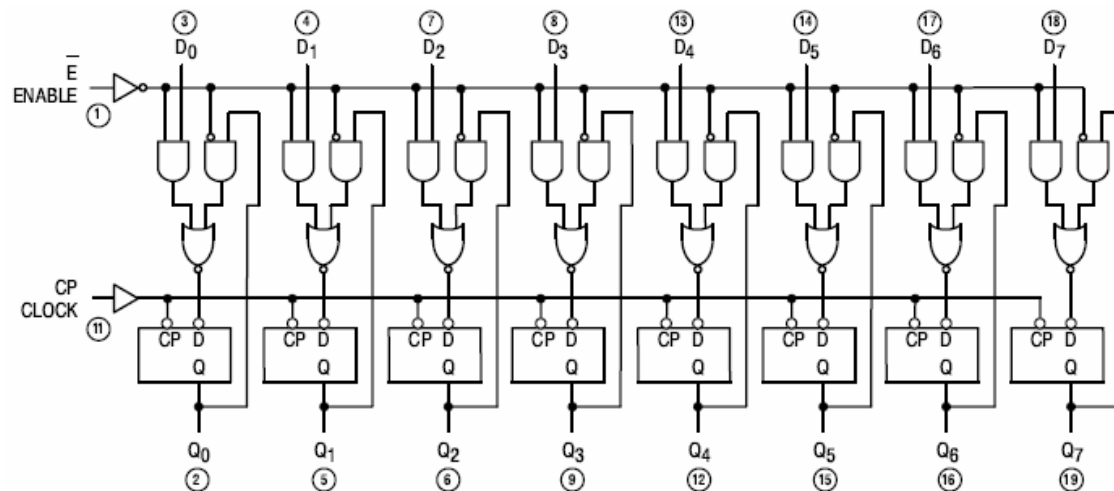 3 4 7 8 13 14 17 18
D0 D1 D2 D3 D4 D5 D6 D7
E
ENABLE
1
CP
CLOCK
11
CP D CP D CP D CP D CP D CP D CP D CP D
Q Q Q Q Q Q Q Q
Q0 Q1 Q2 Q3 Q4 Q5 Q6 Q7
2 5 6 9 12 15 16 19